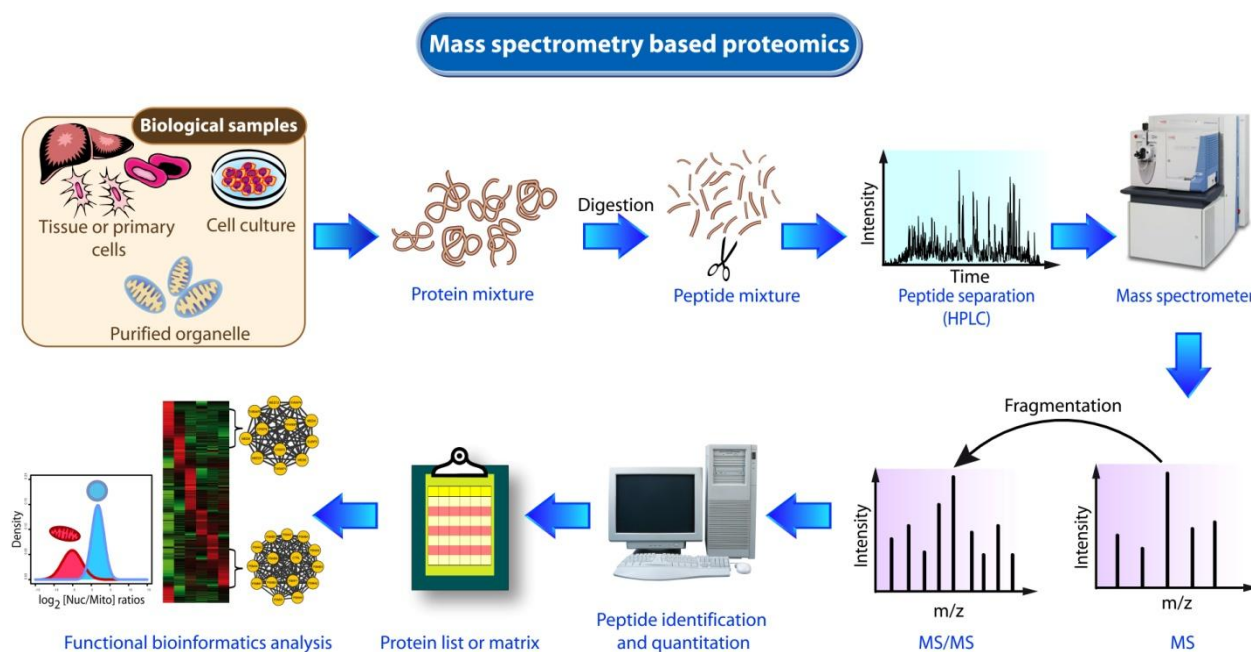 Mass spectrometry based proteomics
Biological samples
Tissue or primary
cells
Cell culture
Purified organelle
Protein mixture
Digestion
Peptide mixture
Intensity
Time
Peptide separation
(HPLC)
Mass spectrometer
Fragmentation
Intensity
m/z
MS
Intensity
m/z
MS/MS
Peptide identification
and quantitation
Protein list or matrix
Density
log2 [Nuc/Mito] ratios
Functional bioinformatics analysis